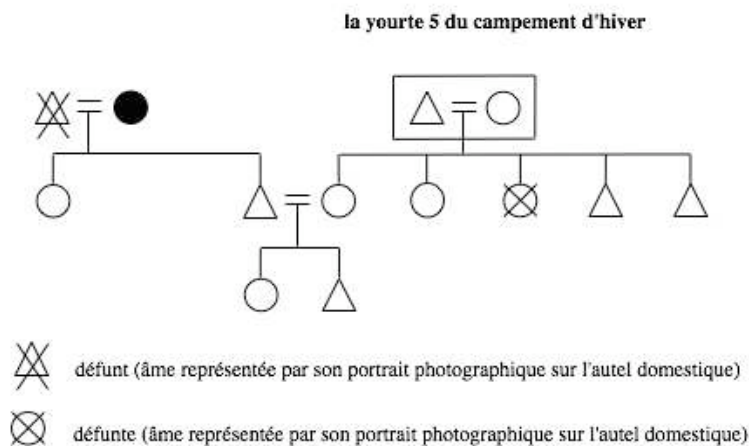 la yourte 5 du campement d'hiver
défunt (âme représentée par son portrait photographique sur l'autel domestique)
défunte (âme représentée par son portrait photographique sur l'autel domestique)